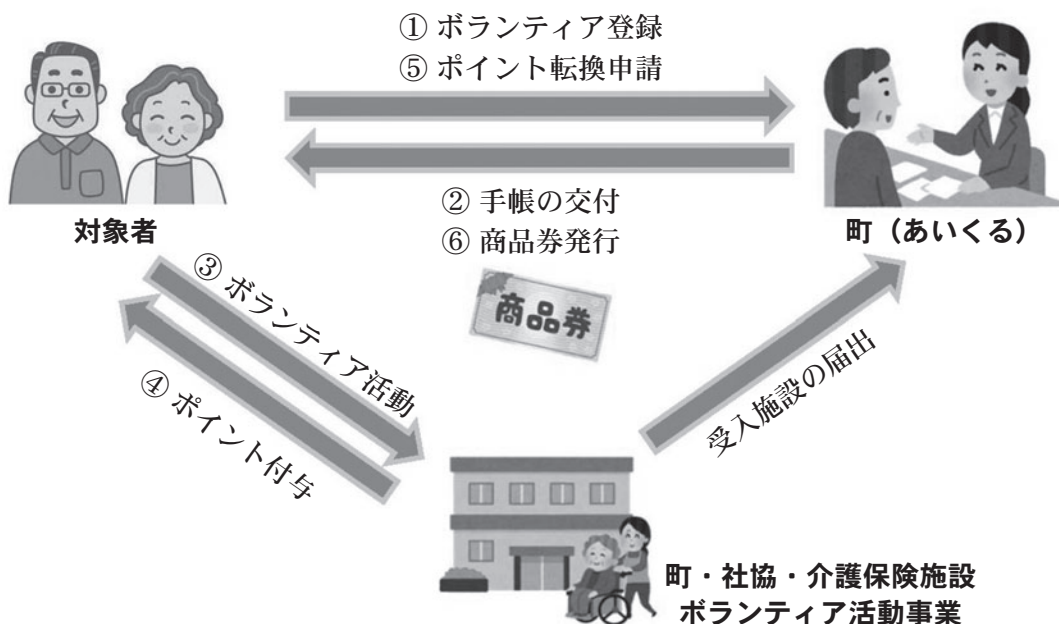 ① ボランティア登録
⑤ ポイント転換申請
② 手帳の交付
⑥ 商品券発行
対象者
町（あいくる）
③ ボランティア活動
④ ポイント付与
商品券
受入施設の届出
町・社協・介護保険施設
ボランティア活動事業